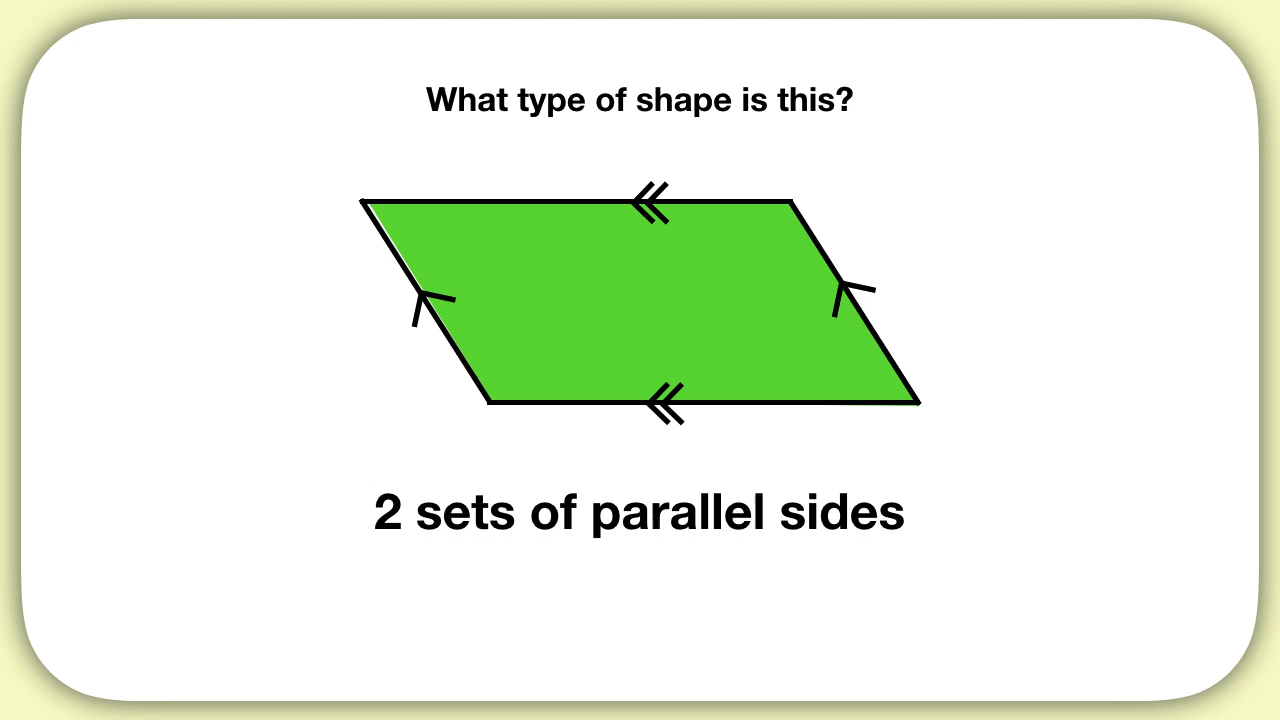 What type of shape is this?
2 sets of parallel sides